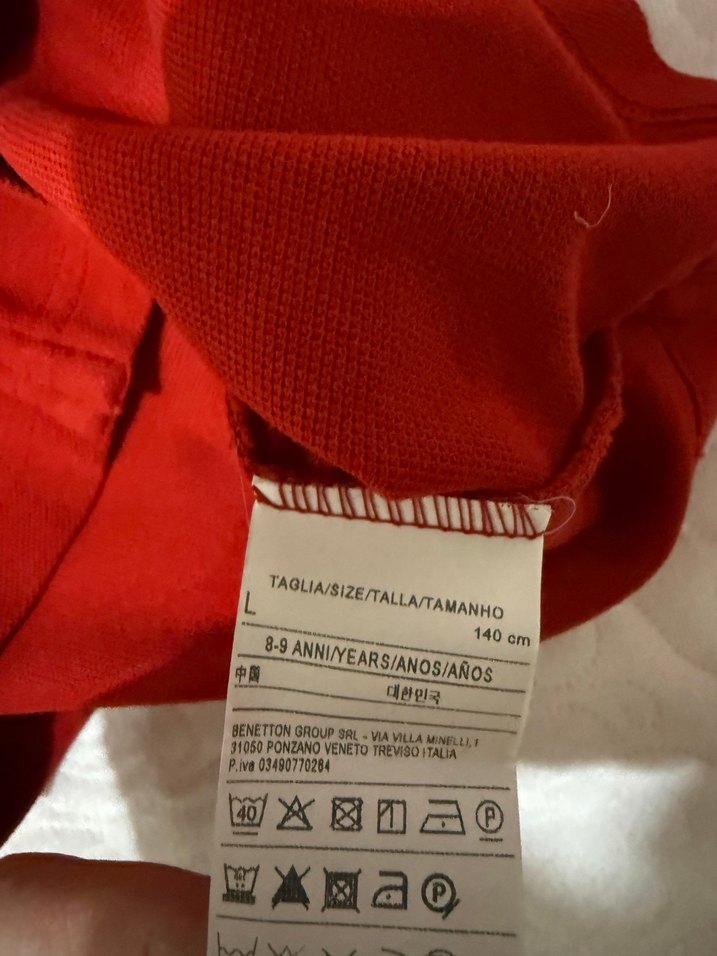 TAGLIA/SIZE/TALLA/TAMANHO
L
140 cm
8-9 ANNI/YEARS/ANOS/AÑOS
中国 대한민국
BENETTON GROUP SRL - VIA VILLA MINELLI, 1
31050 PONZANO VENETO TREVISO ITALIA
P.iva 03490770264
40 P
P